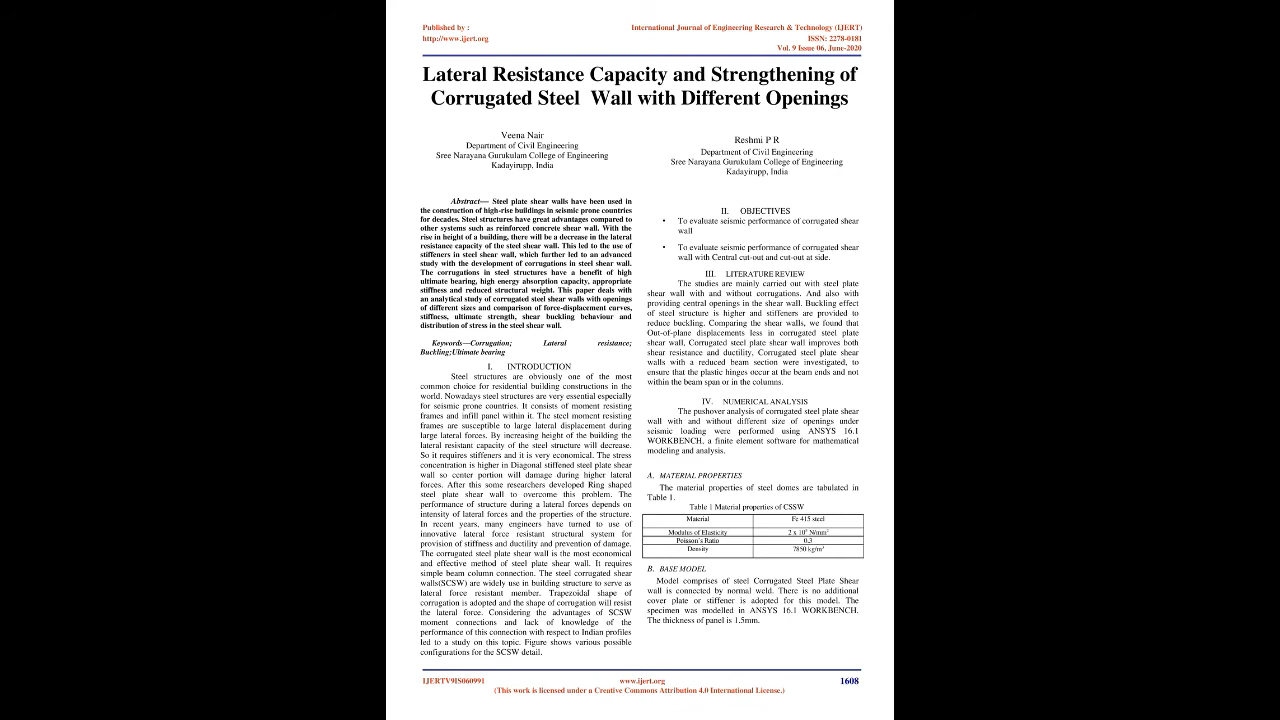 Published by :
http://www.ijert.org
International Journal of Engineering Research & Technology (IJERT)
ISSN: 2278-0181
Vol. 9 Issue 06, June-2020
Lateral Resistance Capacity and Strengthening of
Corrugated Steel Wall with Different Openings
Veena Nair
Department of Civil Engineering
Sree Narayana Gurukulam College of Engineering
Kadayirupp, India
Reshmi P R
Department of Civil Engineering
Sree Narayana Gurukulam College of Engineering
Kadayirupp, India
Abstract— Steel plate shear walls have been used in
the construction of high-rise buildings in seismic prone countries
for decades. Steel structures have great advantages compared to
other systems such as reinforced concrete shear wall. With the
rise in height of a building, there will be a decrease in the lateral
resistance capacity of the steel shear wall. This led to the use of
stiffeners in steel shear wall, which further led to an advanced
study with the development of corrugations in steel shear wall.
The corrugations in steel structures have a benefit of high
ultimate bearing, high energy absorption capacity, appropriate
stiffness and reduced structural weight. This paper deals with
an analytical study of corrugated steel shear walls with openings
of different sizes and comparison of force-displacement curves,
stiffness, ultimate strength, shear buckling behaviour and
distribution of stress in the steel shear wall.
Keywords—Corrugation; Lateral resistance;
Buckling;Ultimate bearing
I. INTRODUCTION
Steel structures are obviously one of the most
common choice for residential building constructions in the
world. Nowadays steel structures are very essential especially
for seismic prone countries. It consists of moment resisting
frames and infill panel within it. The steel moment resisting
frames are susceptible to large lateral displacement during
large lateral forces. By increasing height of the building the
lateral resistant capacity of the steel structure will decrease.
So it requires stiffeners and it is very economical. The stress
concentration is higher in Diagonal stiffened steel plate shear
wall so center portion will damage during higher lateral
forces. After this some researchers developed Ring shaped
steel plate shear wall to overcome this problem. The
performance of structure during a lateral forces depends on
intensity of lateral forces and the properties of the structure.
In recent years, many engineers have turned to use of
innovative lateral force resistant structural system for
provision of stiffness and ductility and prevention of damage.
The corrugated steel plate shear wall is the most economical
and effective method of steel plate shear wall. It requires
simple beam column connection. The steel corrugated shear
walls(SCSW) are widely use in building structure to serve as
lateral force resistant member. Trapezoidal shape of
corrugation is adopted and the shape of corrugation will resist
the lateral force. Considering the advantages of SCSW
moment connections and lack of knowledge of the
performance of this connection with respect to Indian profiles
led to a study on this topic. Figure shows various possible
configurations for the SCSW detail.
II. OBJECTIVES
• To evaluate seismic performance of corrugated shear
wall
• To evaluate seismic performance of corrugated shear
wall with Central cut-out and cut-out at side.
III. LITERATURE REVIEW
The studies are mainly carried out with steel plate
shear wall with and without corrugations. And also with
providing central openings in the shear wall. Buckling effect
of steel structure is higher and stiffeners are provided to
reduce buckling. Comparing the shear walls, we found that
Out-of-plane displacements less in corrugated steel plate
shear wall, Corrugated steel plate shear wall improves both
shear resistance and ductility, Corrugated steel plate shear
walls with a reduced beam section were investigated, to
ensure that the plastic hinges occur at the beam ends and not
within the beam span or in the columns.
IV. NUMERICAL ANALYSIS
The pushover analysis of corrugated steel plate shear
wall with and without different size of openings under
seismic loading were performed using ANSYS 16.1
WORKBENCH, a finite element software for mathematical
modeling and analysis.
A. MATERIAL PROPERTIES
The material properties of steel domes are tabulated in
Table 1.
Table 1 Material properties of CSSW
Material Fe 415 steel
Modulus of Elasticity 2 x 10⁵ N/mm²
Poisson's Ratio 0.3
Density 7850 kg/m³
B. BASE MODEL
Model comprises of steel Corrugated Steel Plate Shear
wall is connected by normal weld. There is no additional
cover plate or stiffener is adopted for this model. The
specimen was modelled in ANSYS 16.1 WORKBENCH.
The thickness of panel is 1.5mm.
IJERTV9IS060991
www.ijert.org
1608
(This work is licensed under a Creative Commons Attribution 4.0 International License.)